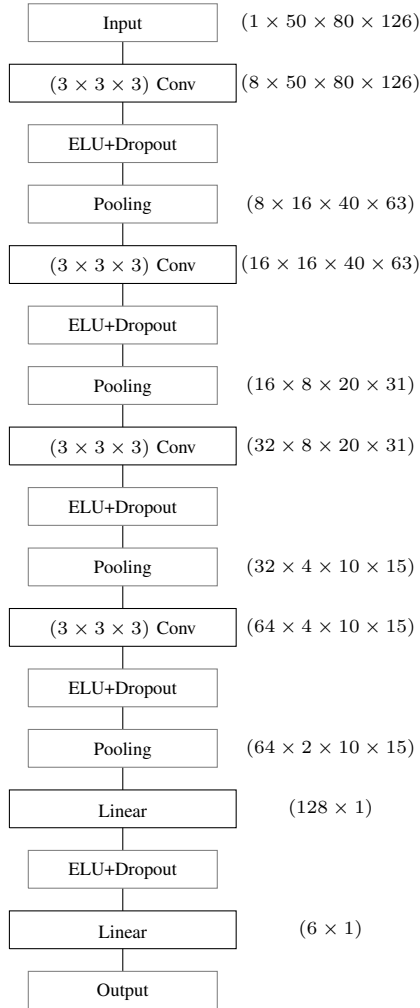 Input (1 × 50 × 80 × 126)
(3 × 3 × 3) Conv (8 × 50 × 80 × 126)
ELU+Dropout
Pooling (8 × 16 × 40 × 63)
(3 × 3 × 3) Conv (16 × 16 × 40 × 63)
ELU+Dropout
Pooling (16 × 8 × 20 × 31)
(3 × 3 × 3) Conv (32 × 8 × 20 × 31)
ELU+Dropout
Pooling (32 × 4 × 10 × 15)
(3 × 3 × 3) Conv (64 × 4 × 10 × 15)
ELU+Dropout
Pooling (64 × 2 × 10 × 15)
Linear (128 × 1)
ELU+Dropout
Linear (6 × 1)
Output